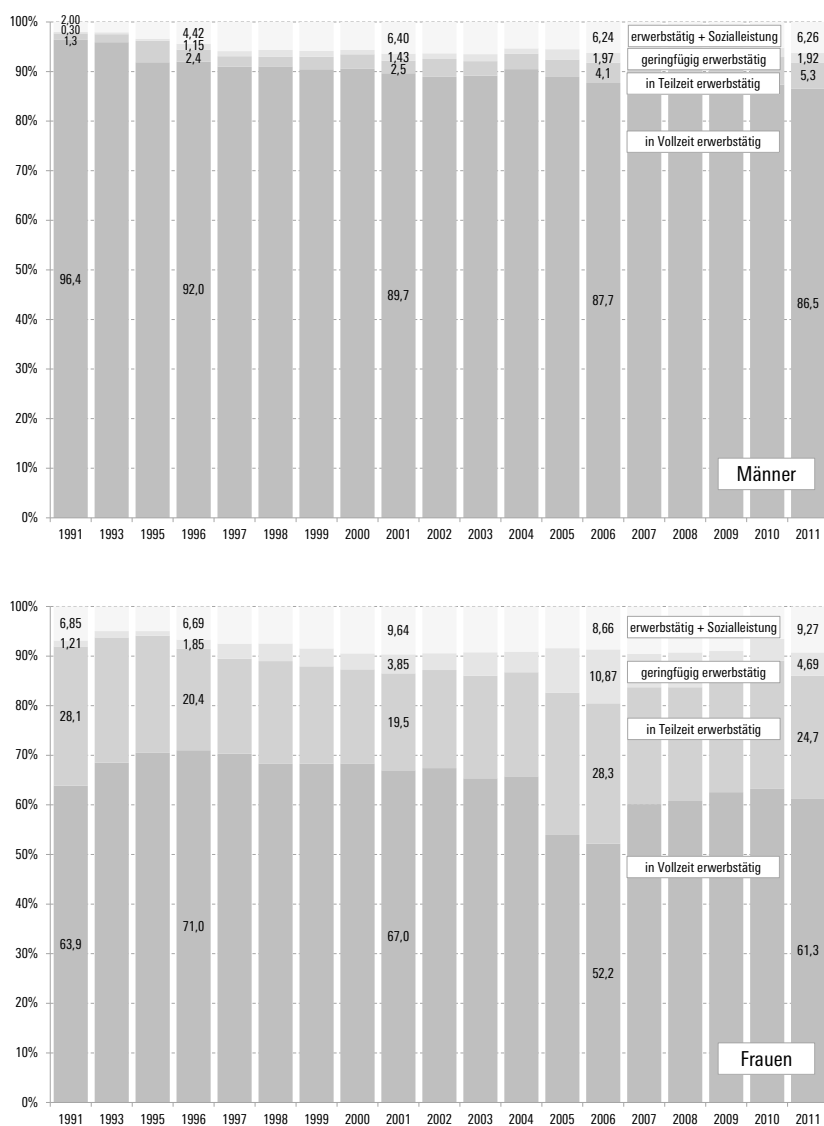 100%
2,00 4,42 6,40 6,24 erwerbstätig + Sozialleistung 6,26
0,30 1,15 1,43 1,97 geringfügig erwerbstätig 1,92
90%
1,3 2,4 2,5 4,1 in Teilzeit erwerbstätig 5,3
80%
in Vollzeit erwerbstätig
70%
60%
50%
96,4 92,0 89,7 87,7 86,5
40%
30%
20%
10%
Männer
0%
1991 1993 1995 1996 1997 1998 1999 2000 2001 2002 2003 2004 2005 2006 2007 2008 2009 2010 2011
100%
6,85 6,69 9,64 8,66 erwerbstätig + Sozialleistung 9,27
1,21 1,85 3,85 10,87 geringfügig erwerbstätig 4,69
90%
80%
28,1 20,4 19,5 28,3 in Teilzeit erwerbstätig 24,7
70%
60%
50%
in Vollzeit erwerbstätig
40%
63,9 71,0 67,0 52,2 61,3
30%
20%
10%
Frauen
0%
1991 1993 1995 1996 1997 1998 1999 2000 2001 2002 2003 2004 2005 2006 2007 2008 2009 2010 2011